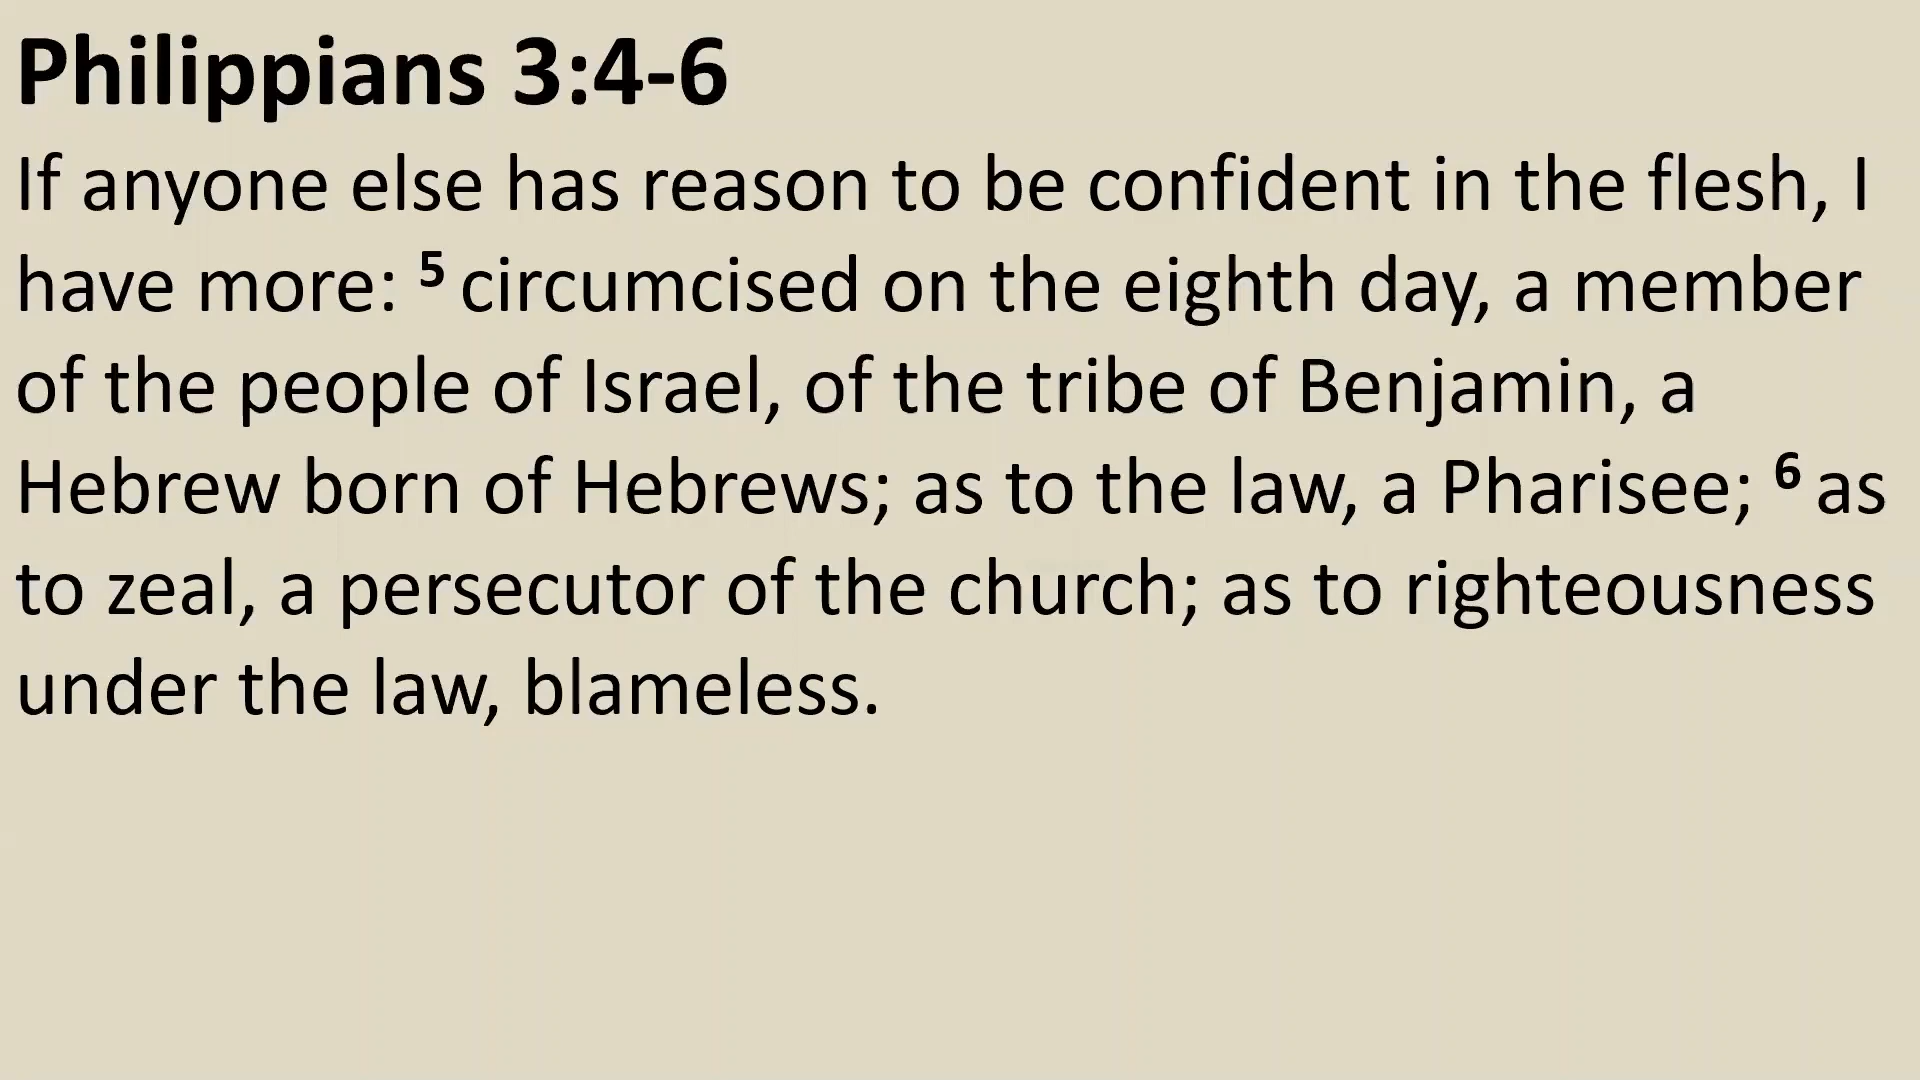 Philippians 3:4-6
If anyone else has reason to be confident in the flesh, I
have more: ⁵ circumcised on the eighth day, a member
of the people of Israel, of the tribe of Benjamin, a
Hebrew born of Hebrews; as to the law, a Pharisee; ⁶ as
to zeal, a persecutor of the church; as to righteousness
under the law, blameless.